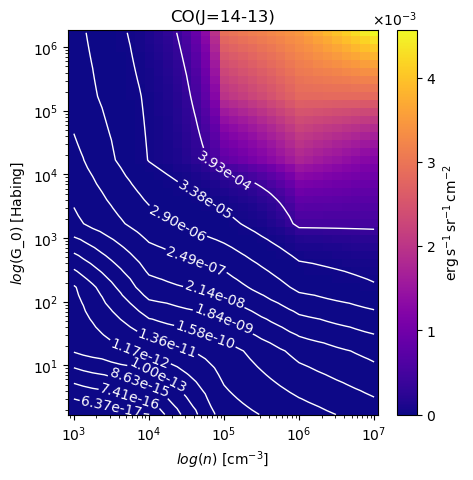 CO(J=14-13)
×10⁻³
10⁶
10⁵
10⁴
10³
10²
10¹
log(G_0) [Habing]
3.93e-04
3.38e-05
2.90e-06
2.49e-07
2.14e-08
1.84e-09
1.58e-10
1.36e-11
1.17e-12
1.00e-13
8.63e-15
7.41e-16
6.37e-17
10³ 10⁴ 10⁵ 10⁶ 10⁷
log(n) [cm⁻³]
4
3
2
1
0
erg s⁻¹ sr⁻¹ cm⁻²